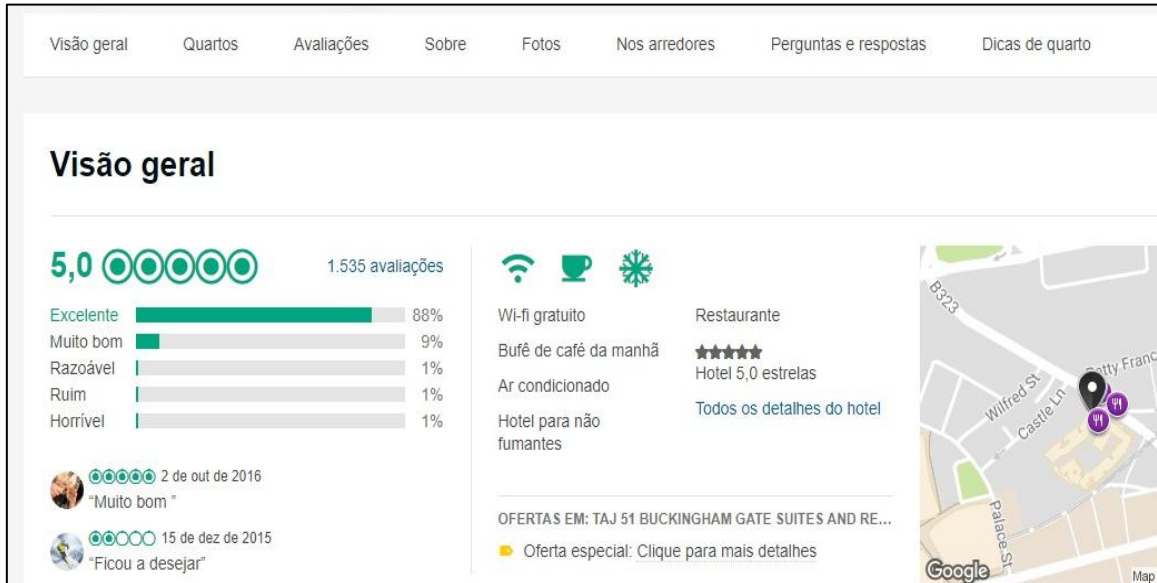 Visão geral Quartos Avaliações Sobre Fotos Nos arredores Perguntas e respostas Dicas de quarto
Visão geral
5,0 1.535 avaliações
Excelente 88%
Muito bom 9%
Razoável 1%
Ruim 1%
Horrível 1%
2 de out de 2016
“Muito bom ”
15 de dez de 2015
“Ficou a desejar”
Wi-fi gratuito
Bufê de café da manhã
Ar condicionado
Hotel para não
fumantes
Restaurante
Hotel 5,0 estrelas
Todos os detalhes do hotel
OFERTAS EM: TAJ 51 BUCKINGHAM GATE SUITES AND RE...
Oferta especial: Clique para mais detalhes
B323
Wilfred St
Castle Ln
Palace St
Google
Map